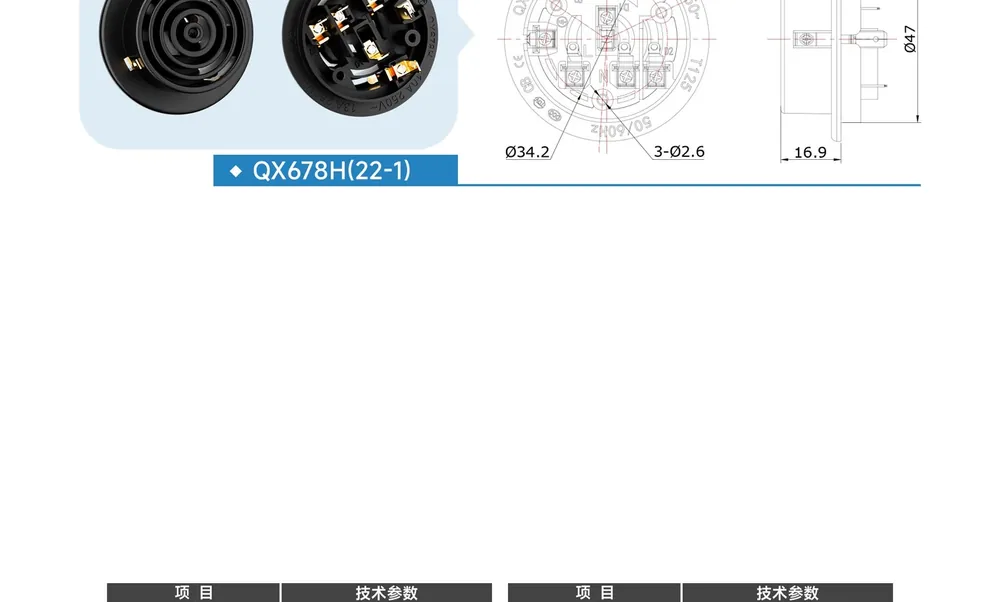 T125
50/60Hz
Ø47
Ø34.2
3-Ø2.6
16.9
◆ QX678H(22-1)
项 目 技术参数 项 目 技术参数